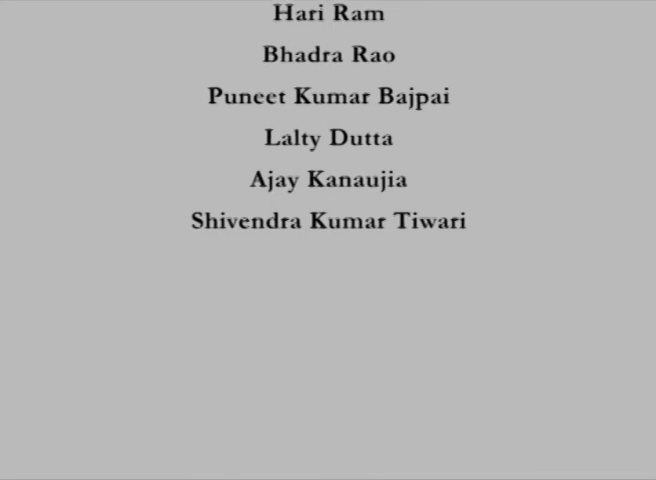 Hari Ram
Bhadra Rao
Puneet Kumar Bajpai
Lalty Dutta
Ajay Kanaujia
Shivendra Kumar Tiwari